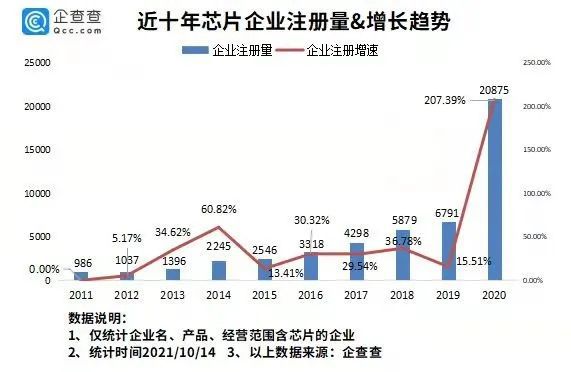 企查查
Qcc.com
近十年芯片企业注册量&增长趋势
企业注册量 企业注册增速
25000 250.00%
20875
207.39%
20000 200.00%
15000 150.00%
10000 100.00%
60.82%
6791
5879
34.62% 30.32%
4298
5000 50.00%
5.17% 2245 3318 36.78%
2546
986 1037 1396 29.54% 15.51%
0.00% 13.41%
0 0.00%
2011 2012 2013 2014 2015 2016 2017 2018 2019 2020
数据说明：
1、仅统计企业名、产品、经营范围含芯片的企业
2、统计时间2021/10/14 3、以上数据来源：企查查